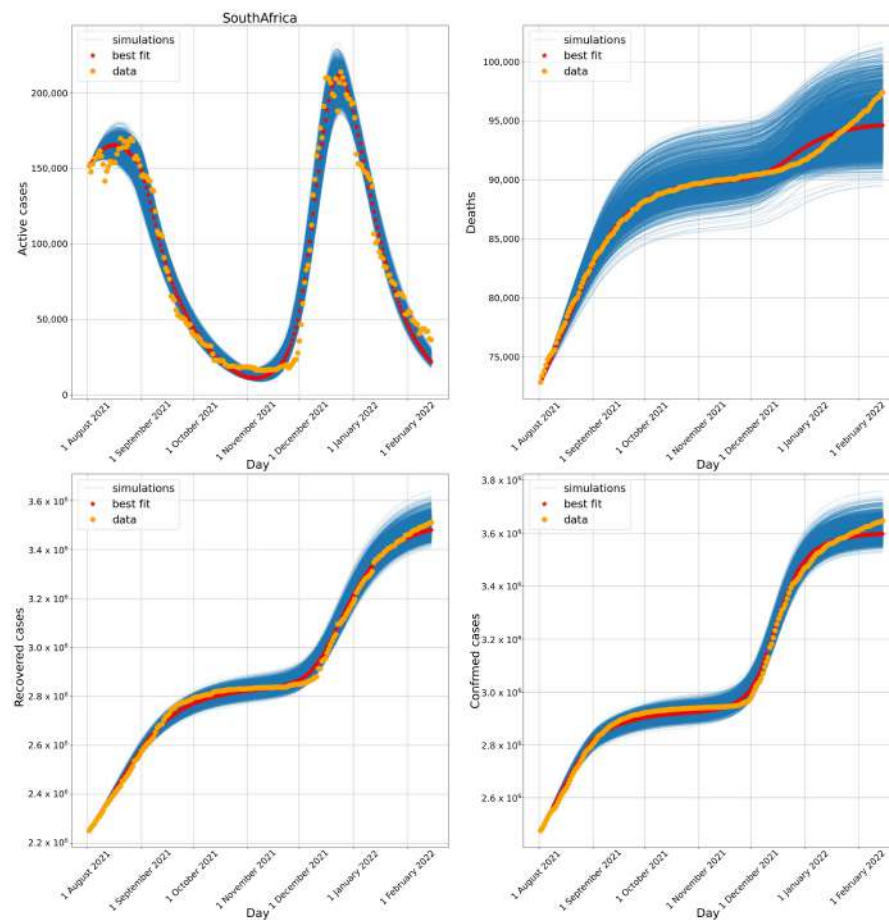 SouthAfrica
simulations
best fit
data
Active cases
200,000
150,000
100,000
50,000
0
1 August 2021
1 September 2021
1 October 2021
1 November 2021
1 December 2021
1 January 2022
1 February 2022
Day
simulations
best fit
data
Deaths
100,000
95,000
90,000
85,000
80,000
75,000
1 August 2021
1 September 2021
1 October 2021
1 November 2021
1 December 2021
1 January 2022
1 February 2022
Day
simulations
best fit
data
Recovered cases
3.6 x 10⁶
3.4 x 10⁶
3.2 x 10⁶
3.0 x 10⁶
2.8 x 10⁶
2.6 x 10⁶
2.4 x 10⁶
2.2 x 10⁶
1 August 2021
1 September 2021
1 October 2021
1 November 2021
1 December 2021
1 January 2022
1 February 2022
Day
simulations
best fit
data
Confrmed cases
3.8 x 10⁶
3.6 x 10⁶
3.4 x 10⁶
3.2 x 10⁶
3.0 x 10⁶
2.8 x 10⁶
2.6 x 10⁶
1 August 2021
1 September 2021
1 October 2021
1 November 2021
1 December 2021
1 January 2022
1 February 2022
Day